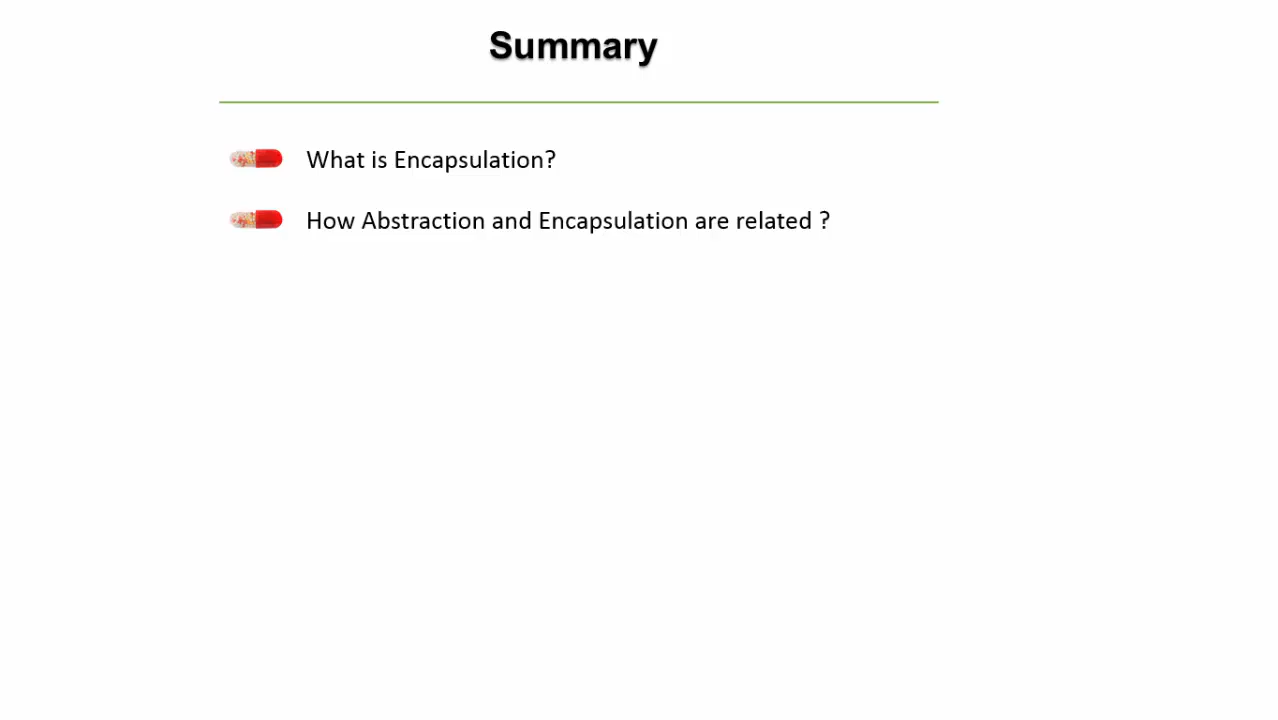 Summary
What is Encapsulation?
How Abstraction and Encapsulation are related ?